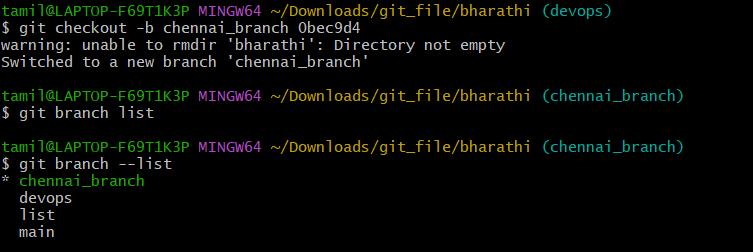 tamil@LAPTOP-F69T1K3P MINGW64 ~/Downloads/git_file/bharathi (devops)
$ git checkout -b chennai_branch 0bec9d4
warning: unable to rmdir 'bharathi': Directory not empty
Switched to a new branch 'chennai_branch'
tamil@LAPTOP-F69T1K3P MINGW64 ~/Downloads/git_file/bharathi (chennai_branch)
$ git branch list
tamil@LAPTOP-F69T1K3P MINGW64 ~/Downloads/git_file/bharathi (chennai_branch)
$ git branch --list
* chennai_branch
devops
list
main